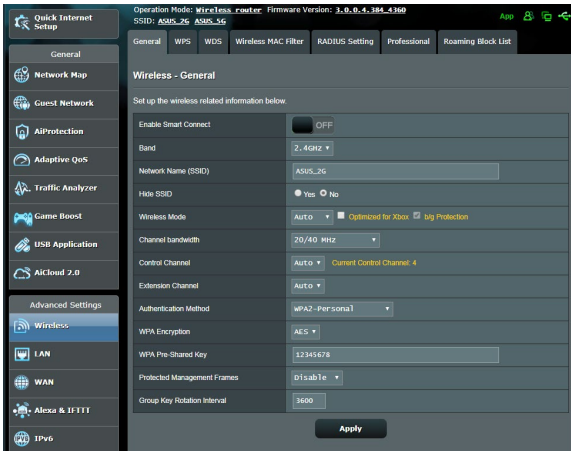 Quick Internet
Setup
Operation Mode: Wireless router Firmware Version: 3.0.0.4.384_4360
SSID: ASUS_2G ASUS_5G
App
General WPS WDS Wireless MAC Filter RADIUS Setting Professional Roaming Block List
General
Network Map
Guest Network
AiProtection
Adaptive QoS
Traffic Analyzer
Game Boost
USB Application
AiCloud 2.0
Advanced Settings
Wireless
LAN
WAN
Alexa & IFTTT
IPv6
Wireless - General
Set up the wireless related information below.
Enable Smart Connect OFF
Band 2.4GHz
Network Name (SSID) ASUS_2G
Hide SSID Yes No
Wireless Mode Auto Optimized for Xbox b/g Protection
Channel bandwidth 20/40 MHz
Control Channel Auto Current Control Channel: 4
Extension Channel Auto
Authentication Method WPA2-Personal
WPA Encryption AES
WPA Pre-Shared Key 12345678
Protected Management Frames Disable
Group Key Rotation Interval 3600
Apply